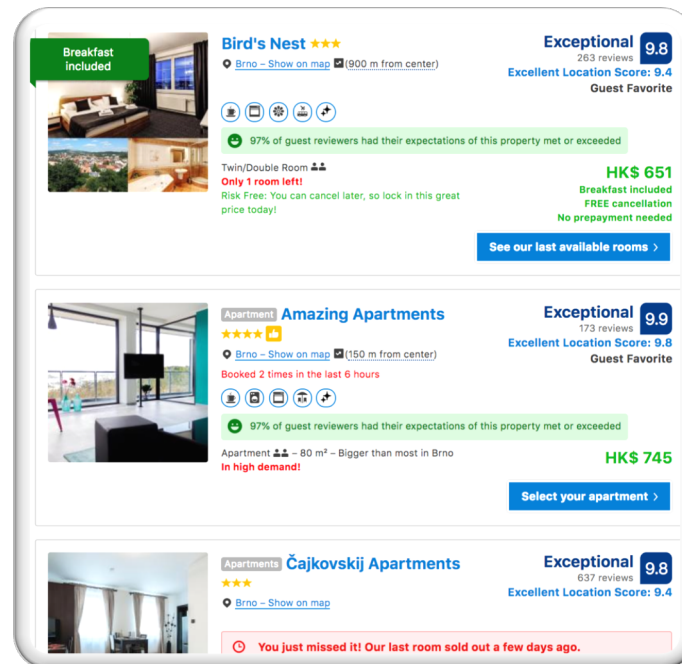 Breakfast
included
Bird's Nest
Brno – Show on map (900 m from center)
Exceptional 9.8
263 reviews
Excellent Location Score: 9.4
Guest Favorite
97% of guest reviewers had their expectations of this property met or exceeded
Twin/Double Room
Only 1 room left!
Risk Free: You can cancel later, so lock in this great
price today!
HK$ 651
Breakfast included
FREE cancellation
No prepayment needed
See our last available rooms
Apartment Amazing Apartments
Brno – Show on map (150 m from center)
Booked 2 times in the last 6 hours
Exceptional 9.9
173 reviews
Excellent Location Score: 9.8
Guest Favorite
97% of guest reviewers had their expectations of this property met or exceeded
Apartment – 80 m² – Bigger than most in Brno
In high demand!
HK$ 745
Select your apartment
Apartments Čajkovskij Apartments
Brno – Show on map
Exceptional 9.8
637 reviews
Excellent Location Score: 9.4
You just missed it! Our last room sold out a few days ago.